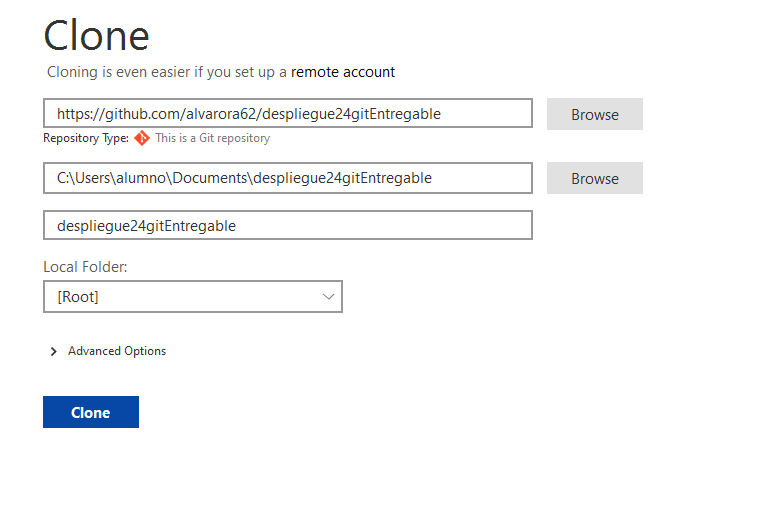 Clone
Cloning is even easier if you set up a remote account
https://github.com/alvarora62/despliegue24gitEntregable
Browse
Repository Type: This is a Git repository
C:\Users\alumno\Documents\despliegue24gitEntregable
Browse
despliegue24gitEntregable
Local Folder:
[Root]
Advanced Options
Clone